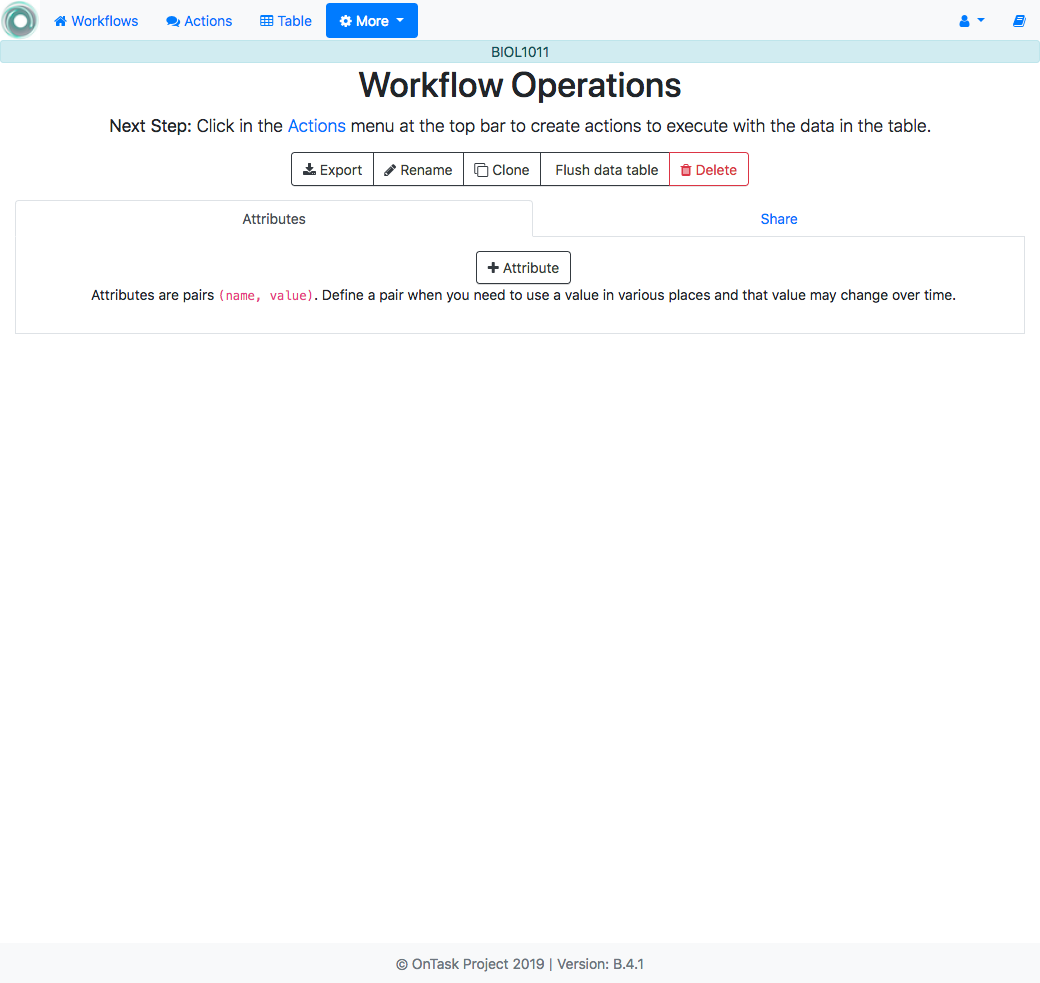 Workflows Actions Table More
BIOL1011
Workflow Operations
Next Step: Click in the Actions menu at the top bar to create actions to execute with the data in the table.
Export Rename Clone Flush data table Delete
Attributes Share
Attribute
Attributes are pairs (name, value). Define a pair when you need to use a value in various places and that value may change over time.
© OnTask Project 2019 | Version: B.4.1